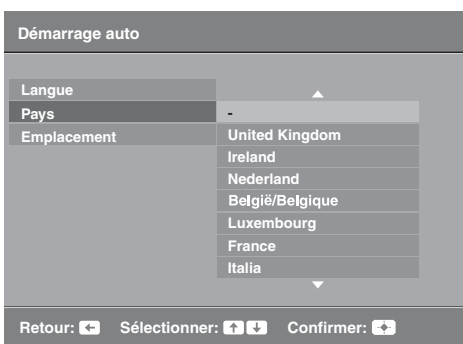 Démarrage auto
Langue
Pays
Emplacement
-
United Kingdom
Ireland
Nederland
België/Belgique
Luxembourg
France
Italia
Retour: Sélectionner: Confirmer: